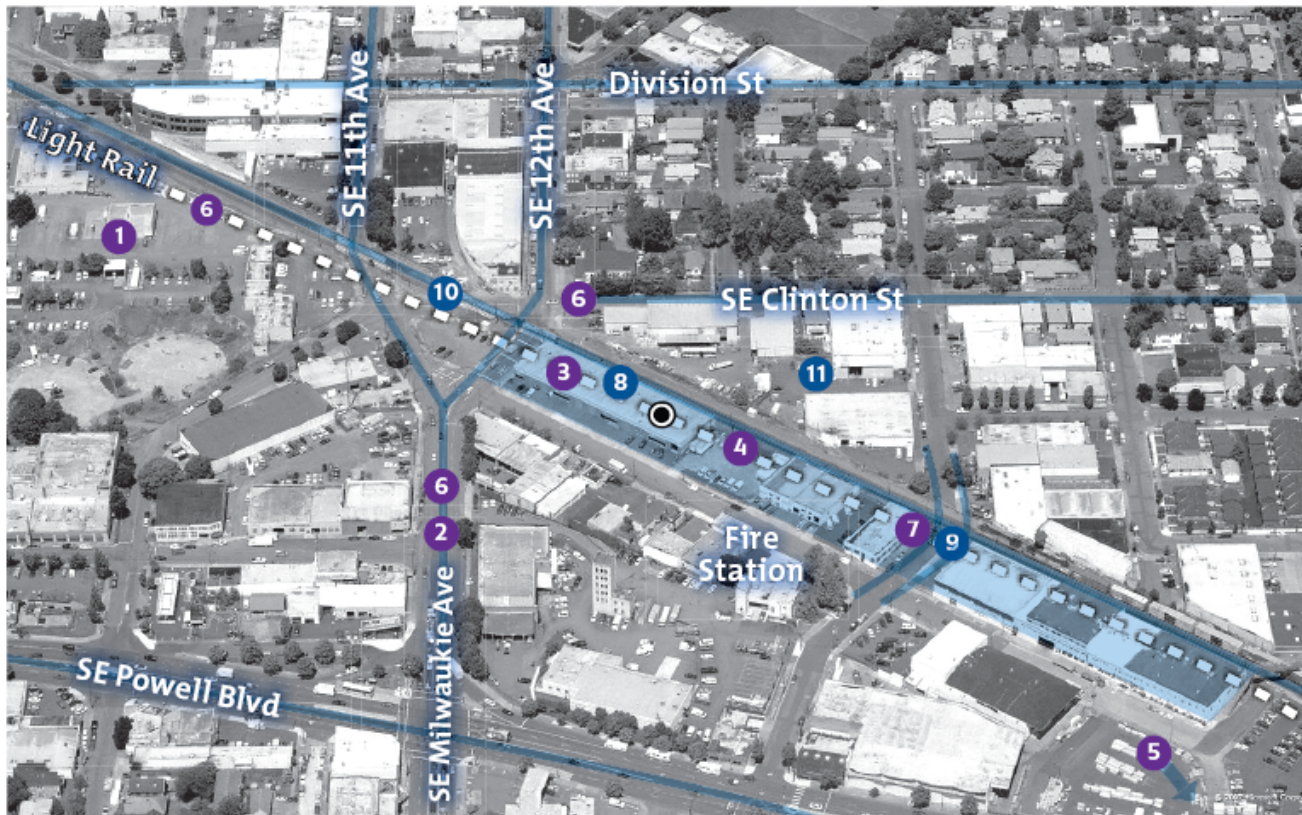 Division St
SE 11th Ave
SE 12th Ave
Light Rail
6
1
10
6
SE Clinton St
3
8
11
4
6
2
7
9
Fire
Station
SE Milwaukie Ave
SE Powell Blvd
5